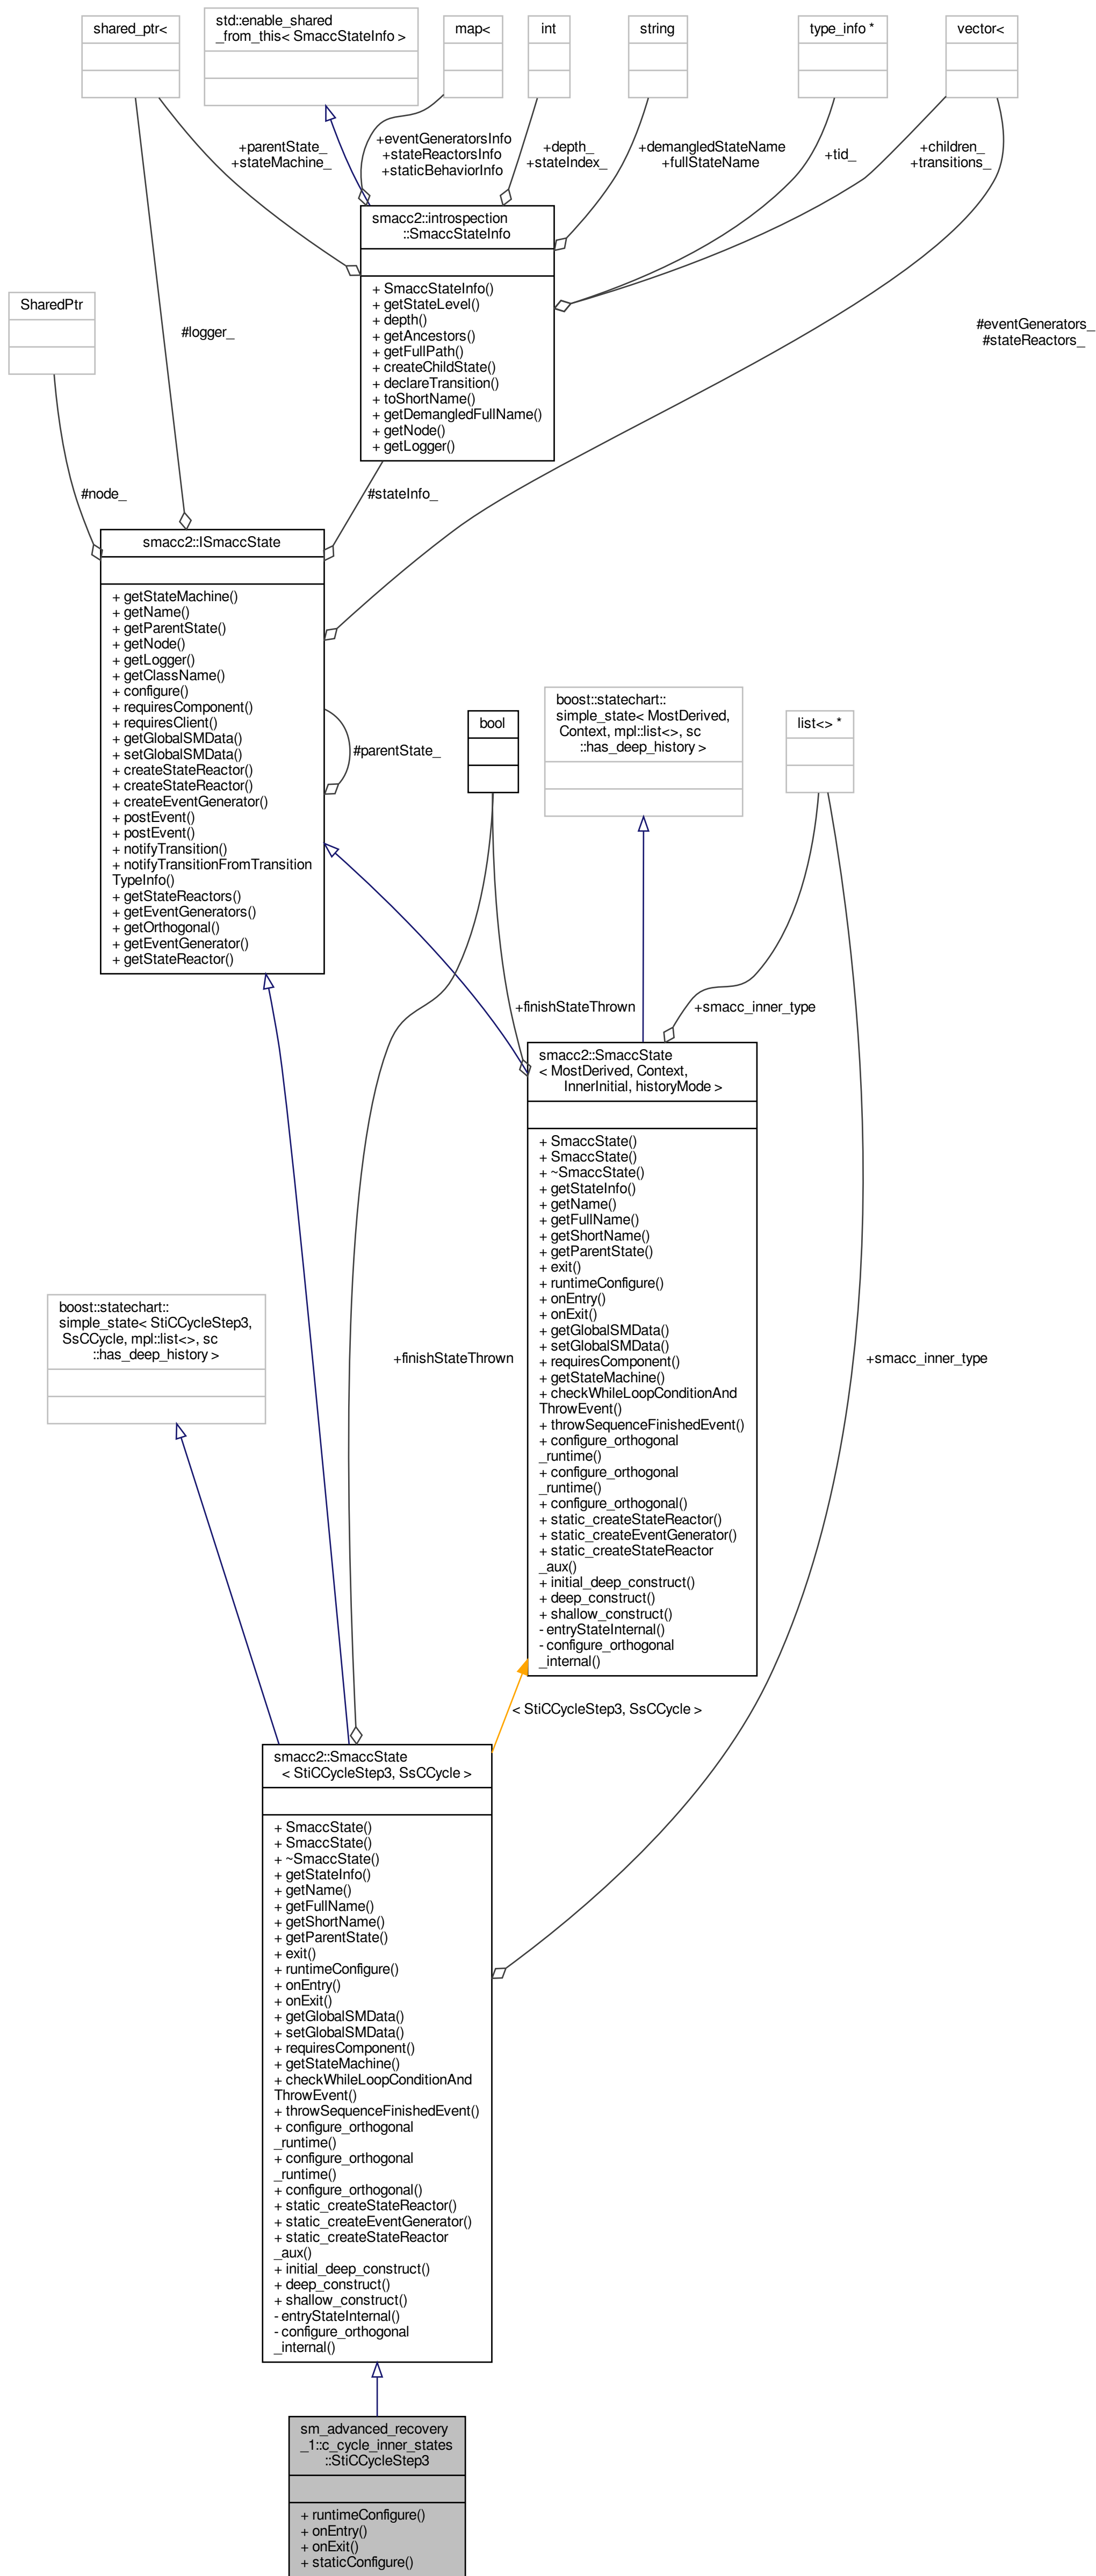 shared_ptr<
std::enable_shared
_from_this< SmaccStateInfo >
map<
int
string
type_info *
vector<
+parentState_
+stateMachine_
+eventGeneratorsInfo
+stateReactorsInfo
+staticBehaviorInfo
+depth_
+stateIndex_
+demangledStateName
+fullStateName
+tid_
+children_
+transitions_
smacc2::introspection
::SmaccStateInfo
+ SmaccStateInfo()
+ getStateLevel()
+ depth()
+ getAncestors()
+ getFullPath()
+ createChildState()
+ declareTransition()
+ toShortName()
+ getDemangledFullName()
+ getNode()
+ getLogger()
SharedPtr
#logger_
#eventGenerators_
#stateReactors_
#node_
#stateInfo_
smacc2::ISmaccState
+ getStateMachine()
+ getName()
+ getParentState()
+ getNode()
+ getLogger()
+ getClassName()
+ configure()
+ requiresComponent()
+ requiresClient()
+ getGlobalSMData()
+ setGlobalSMData()
+ createStateReactor()
+ createStateReactor()
+ createEventGenerator()
+ postEvent()
+ postEvent()
+ notifyTransition()
+ notifyTransitionFromTransition
TypeInfo()
+ getStateReactors()
+ getEventGenerators()
+ getOrthogonal()
+ getEventGenerator()
+ getStateReactor()
#parentState_
bool
boost::statechart::
simple_state< MostDerived,
Context, mpl::list<>, sc
::has_deep_history >
list<> *
+finishStateThrown
+smacc_inner_type
smacc2::SmaccState
< MostDerived, Context,
InnerInitial, historyMode >
+ SmaccState()
+ SmaccState()
+ ~SmaccState()
+ getStateInfo()
+ getName()
+ getFullName()
+ getShortName()
+ getParentState()
+ exit()
+ runtimeConfigure()
+ onEntry()
+ onExit()
+ getGlobalSMData()
+ setGlobalSMData()
+ requiresComponent()
+ getStateMachine()
+ checkWhileLoopConditionAnd
ThrowEvent()
+ throwSequenceFinishedEvent()
+ configure_orthogonal
_runtime()
+ configure_orthogonal
_runtime()
+ configure_orthogonal()
+ static_createStateReactor()
+ static_createEventGenerator()
+ static_createStateReactor
_aux()
+ initial_deep_construct()
+ deep_construct()
+ shallow_construct()
- entryStateInternal()
- configure_orthogonal
_internal()
boost::statechart::
simple_state< StiCCycleStep3,
SsCCycle, mpl::list<>, sc
::has_deep_history >
+finishStateThrown
+smacc_inner_type
< StiCCycleStep3, SsCCycle >
smacc2::SmaccState
< StiCCycleStep3, SsCCycle >
+ SmaccState()
+ SmaccState()
+ ~SmaccState()
+ getStateInfo()
+ getName()
+ getFullName()
+ getShortName()
+ getParentState()
+ exit()
+ runtimeConfigure()
+ onEntry()
+ onExit()
+ getGlobalSMData()
+ setGlobalSMData()
+ requiresComponent()
+ getStateMachine()
+ checkWhileLoopConditionAnd
ThrowEvent()
+ throwSequenceFinishedEvent()
+ configure_orthogonal
_runtime()
+ configure_orthogonal
_runtime()
+ configure_orthogonal()
+ static_createStateReactor()
+ static_createEventGenerator()
+ static_createStateReactor
_aux()
+ initial_deep_construct()
+ deep_construct()
+ shallow_construct()
- entryStateInternal()
- configure_orthogonal
_internal()
sm_advanced_recovery
_1::c_cycle_inner_states
::StiCCycleStep3
+ runtimeConfigure()
+ onEntry()
+ onExit()
+ staticConfigure()